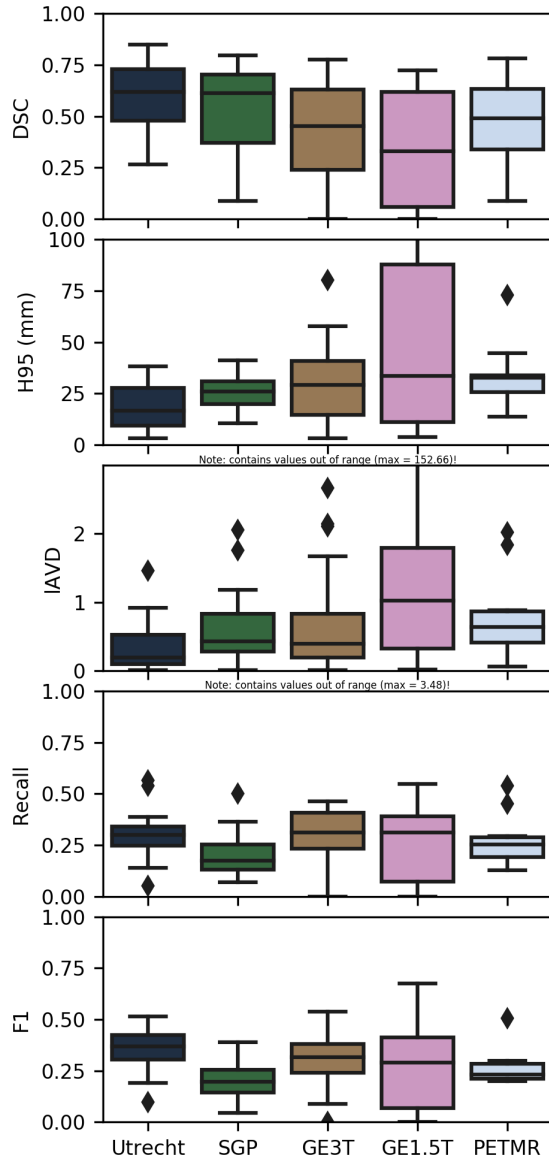 1.00
0.75
0.50
0.25
0.00
DSC
100
75
50
25
0
H95 (mm)
Note: contains values out of range (max = 152.66)!
2
1
0
lAVD
Note: contains values out of range (max = 3.48)!
1.00
0.75
0.50
0.25
0.00
Recall
1.00
0.75
0.50
0.25
0.00
F1
Utrecht SGP GE3T GE1.5T PETMR